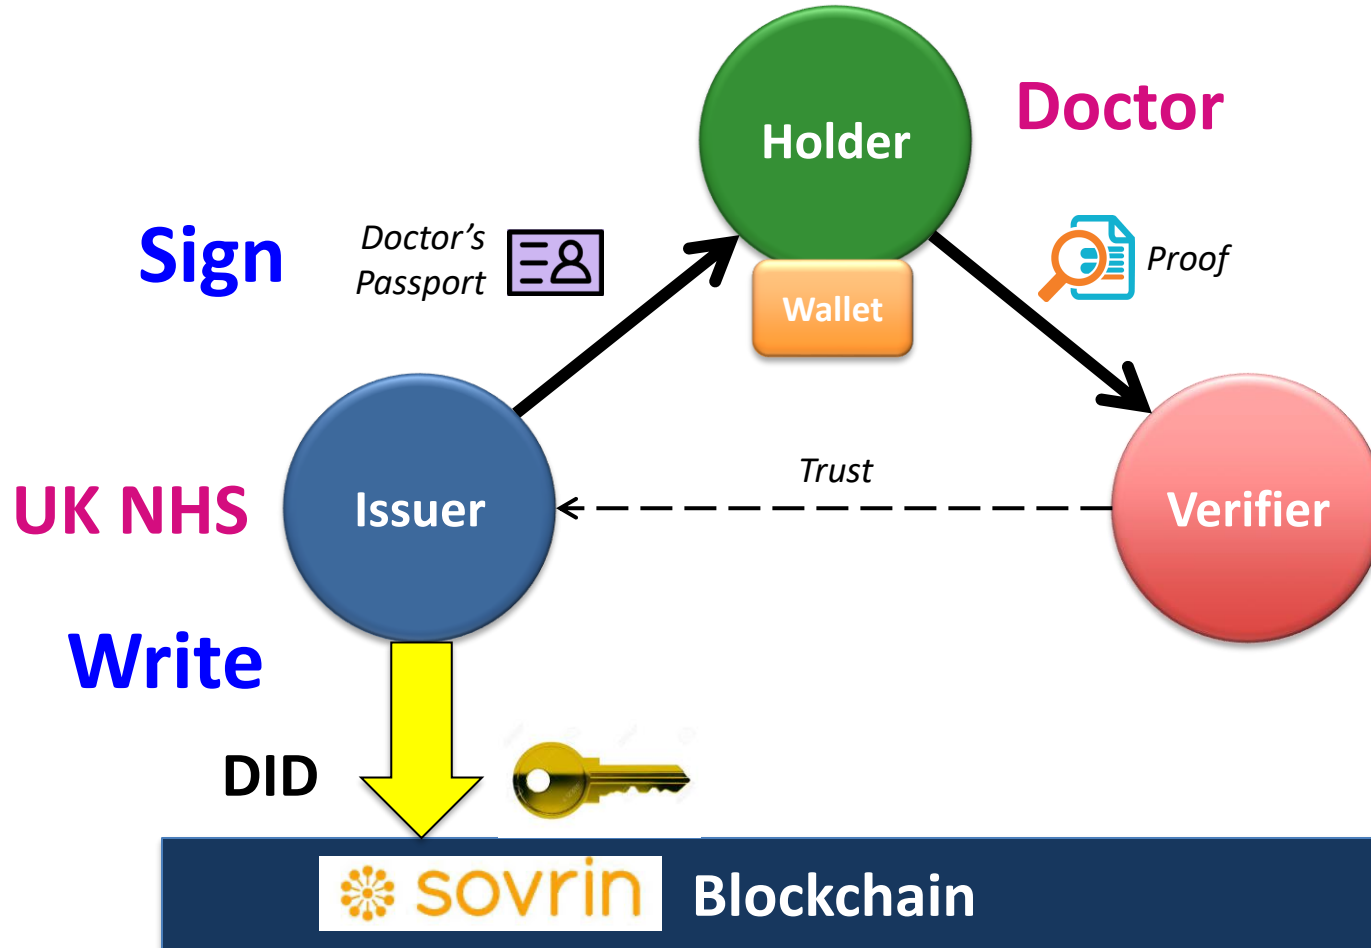 Doctor
Holder
Sign
Doctor’s
Passport
Proof
Wallet
Trust
UK NHS
Issuer
Verifier
Write
DID
sovrin
Blockchain